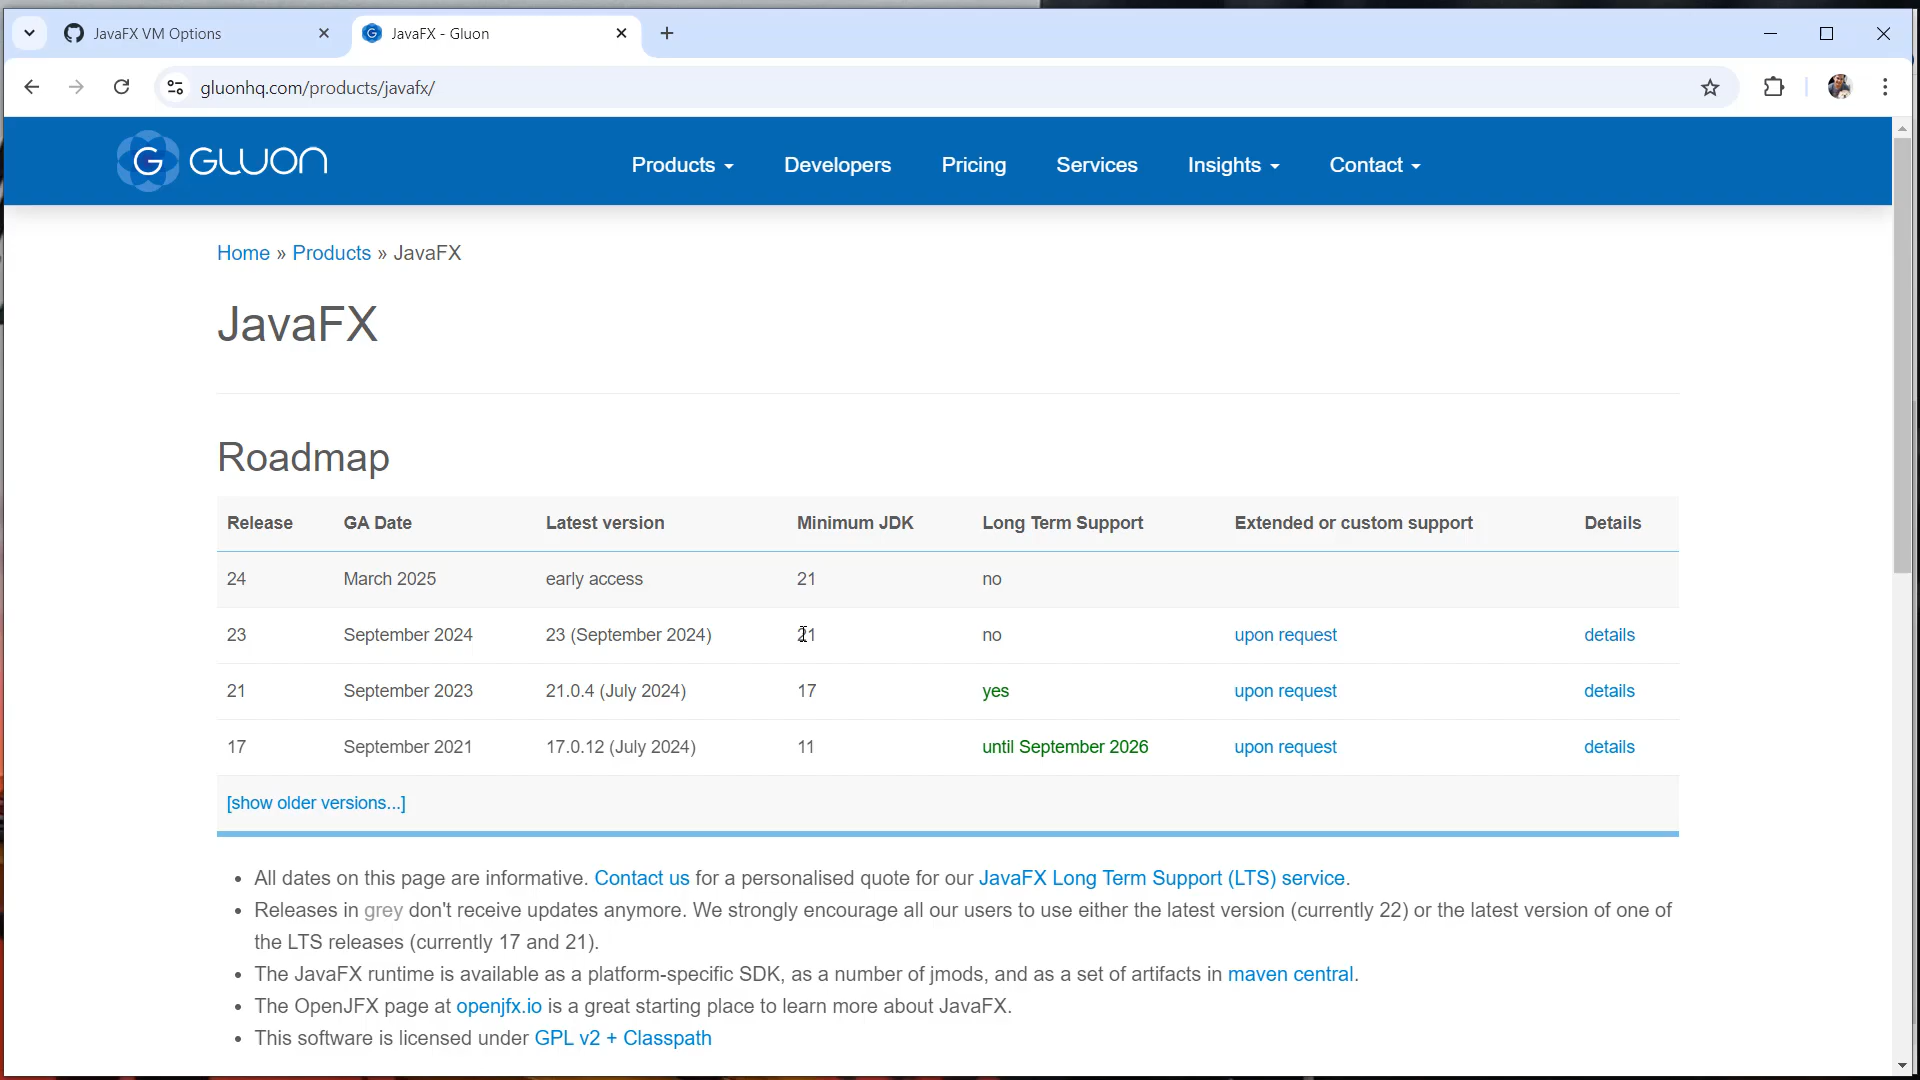 JavaFX VM Options
JavaFX - Gluon
gluonhq.com/products/javafx/
G GLUON
Products
Developers
Pricing
Services
Insights
Contact
Home » Products » JavaFX
JavaFX
Roadmap
Release GA Date Latest version Minimum JDK Long Term Support Extended or custom support Details
24 March 2025 early access 21 no
23 September 2024 23 (September 2024) 21 no upon request details
21 September 2023 21.0.4 (July 2024) 17 yes upon request details
17 September 2021 17.0.12 (July 2024) 11 until September 2026 upon request details
[show older versions...]
• All dates on this page are informative. Contact us for a personalised quote for our JavaFX Long Term Support (LTS) service.
• Releases in grey don't receive updates anymore. We strongly encourage all our users to use either the latest version (currently 22) or the latest version of one of
the LTS releases (currently 17 and 21).
• The JavaFX runtime is available as a platform-specific SDK, as a number of jmods, and as a set of artifacts in maven central.
• The OpenJFX page at openjfx.io is a great starting place to learn more about JavaFX.
• This software is licensed under GPL v2 + Classpath